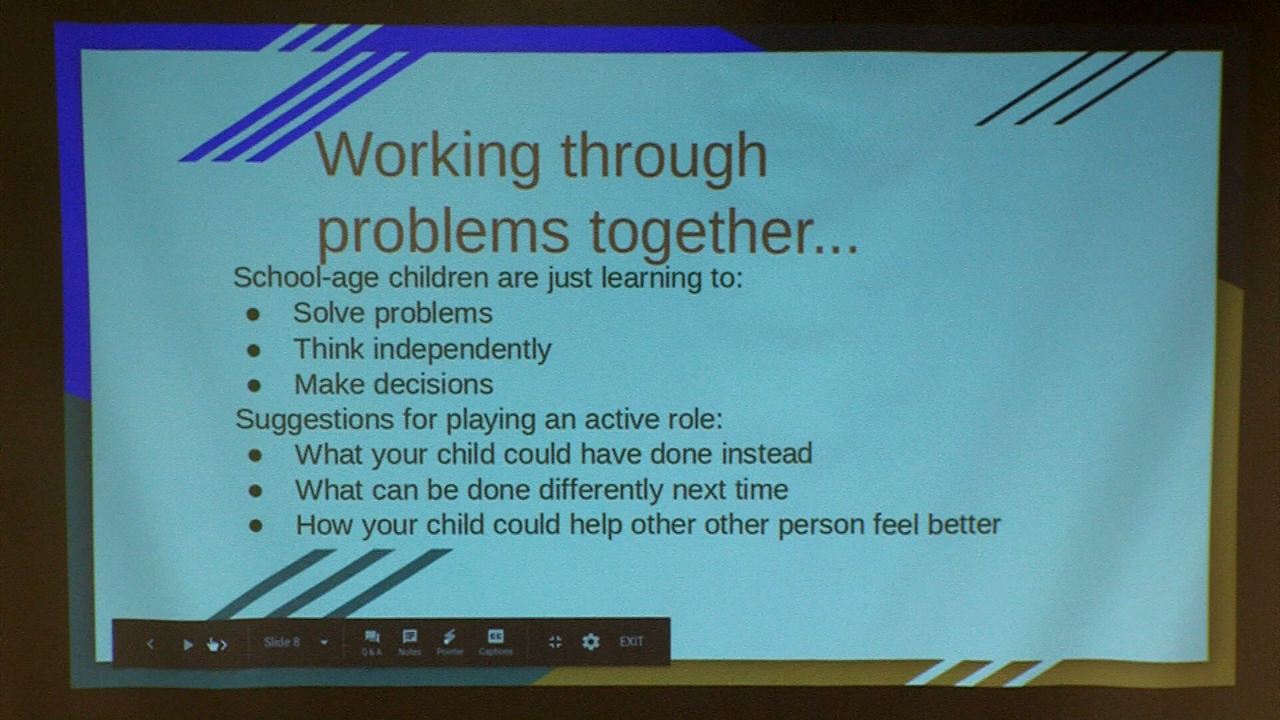 Working through
problems together...
School-age children are just learning to:
● Solve problems
● Think independently
● Make decisions
Suggestions for playing an active role:
● What your child could have done instead
● What can be done differently next time
● How your child could help other other person feel better
Slide 8
Q & A
Notes
Pointer
CC
Captions
EXIT